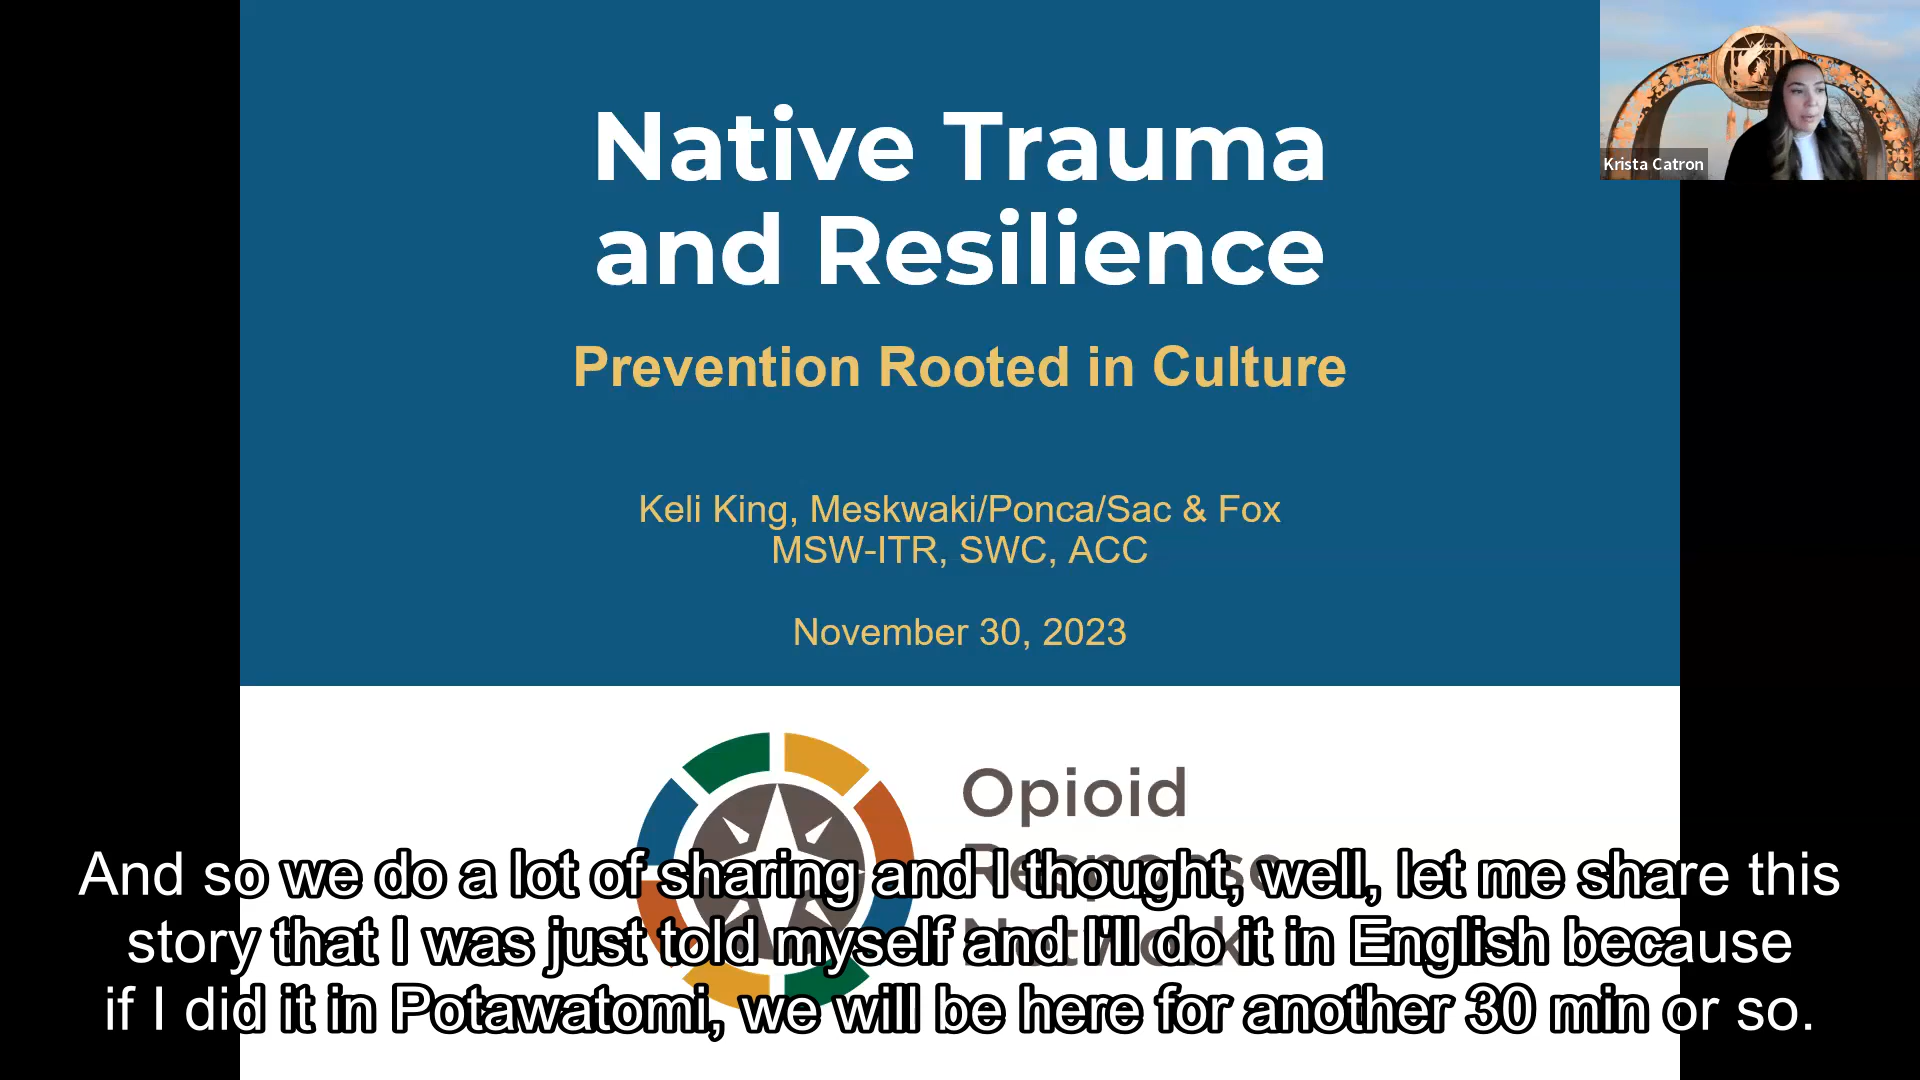 Native Trauma
and Resilience
Prevention Rooted in Culture
Keli King, Meskwaki/Ponca/Sac & Fox
MSW-ITR, SWC, ACC
November 30, 2023
Krista Catron
Opioid
Response
Network
And so we do a lot of sharing and I thought, well, let me share this
story that I was just told myself and I'll do it in English because
if I did it in Potawatomi, we will be here for another 30 min or so.